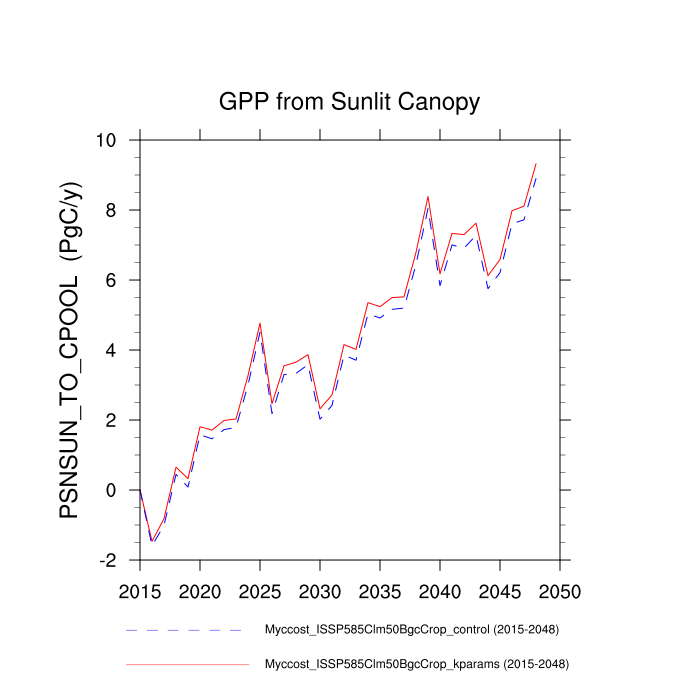 GPP from Sunlit Canopy
PSNSUN_TO_CPOOL (PgC/y)
10
8
6
4
2
0
-2
2015 2020 2025 2030 2035 2040 2045 2050
Myccost_ISSP585Clm50BgcCrop_control (2015-2048)
Myccost_ISSP585Clm50BgcCrop_kparams (2015-2048)